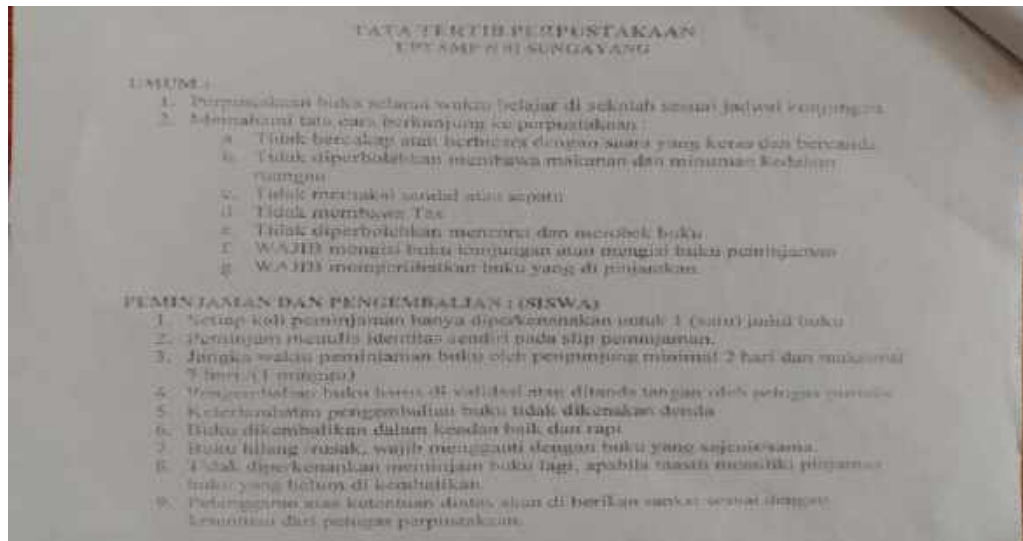 TATA TERTIB PERPUSTAKAAN
SUNGAYANG
UMUM :
1. Perpustakaan buka selama waktu belajar di sekolah sesuai jadwal kunjungan
2. Memahami tata cara berkunjung ke perpustakaan :
a. Tidak bercakap atau berbicara dengan suara yang keras dan bercanda.
b. Tidak diperbolehkan membawa makanan dan minuman kedalam
ruangan
c. Tidak memakai sandal atau sepatu
d. Tidak membawa Tas
e. Tidak diperbolehkan mencoret dan merobek buku
f. WAJIB mengisi buku kunjungan atau mengisi buku peminjaman
g. WAJIB memperlihatkan buku yang di pinjamkan
PEMINJAMAN DAN PENGEMBALIAN : (SISWA)
1. Setiap kali peminjaman hanya diperkenankan untuk 1 (satu) judul buku
2. Peminjam menulis identitas sendiri pada slip peminjaman.
3. Jangka waktu peminjaman buku oleh pengunjung minimal 2 hari dan maksimal
7 hari (1 minggu)
4. Pengembalian buku harus di validasi atau ditanda tangan oleh petugas
5. Keterlambatan pengembalian buku tidak dikenakan denda
6. Buku dikembalikan dalam keadan baik dan rapi
7. Buku hilang /rusak, wajib mengganti dengan buku yang sejenis/sama.
8. Tidak diperkenankan meminjam buku lagi, apabila masih memiliki pinjaman
buku yang belum di kembalikan.
9. Pelanggaran atas ketentuan diatas akan di berikan sanksi sesuai dengan
ketentuan dari petugas perpustakaan.